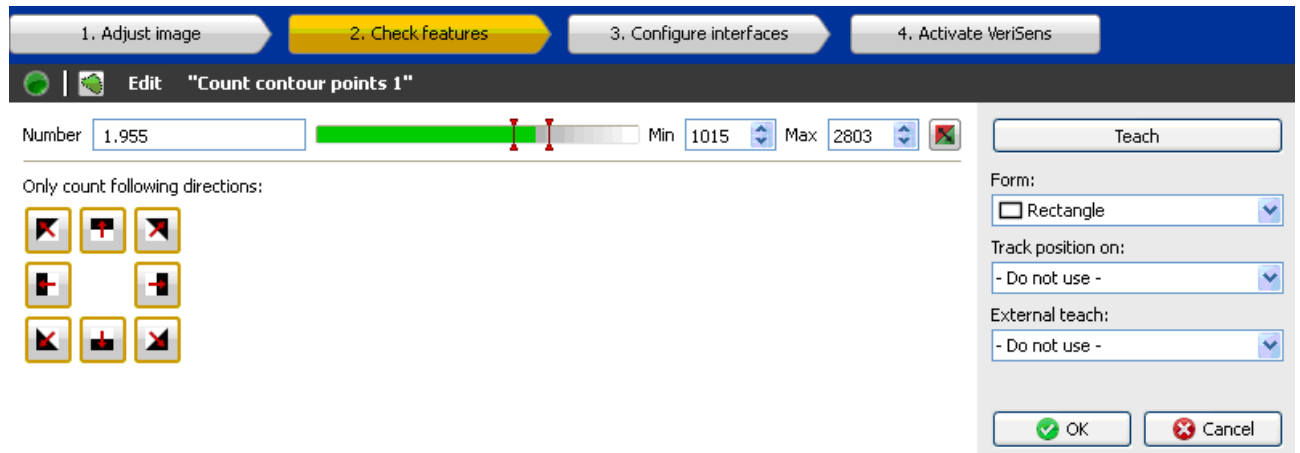 1. Adjust image 2. Check features 3. Configure interfaces 4. Activate VeriSens
Edit "Count contour points 1"
Number 1.955 Min 1015 Max 2803
Teach
Only count following directions:
Form:
Rectangle
Track position on:
- Do not use -
External teach:
- Do not use -
OK Cancel